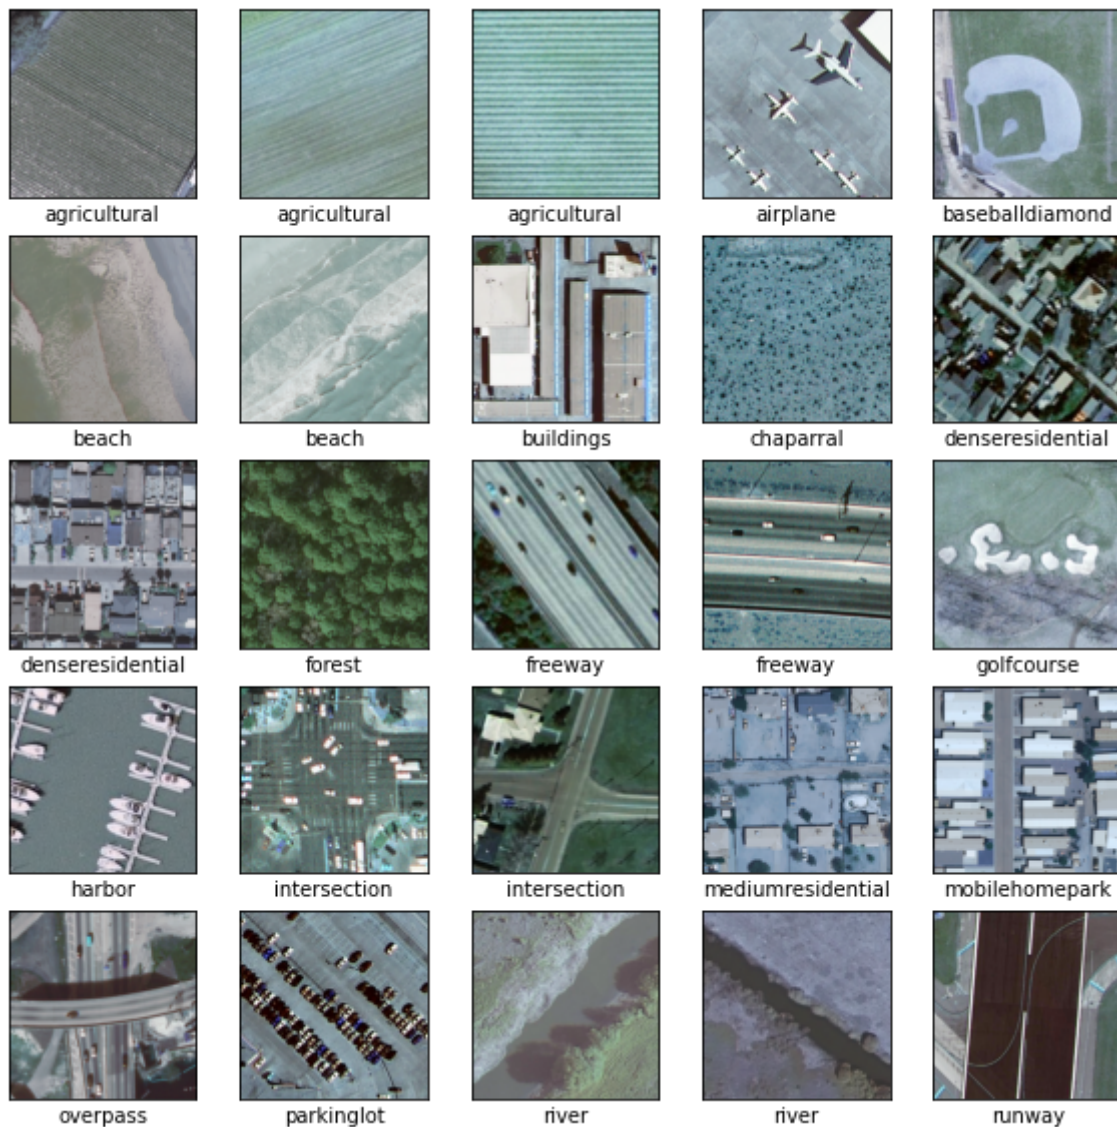 agricultural
agricultural
agricultural
airplane
baseballdiamond
beach
beach
buildings
chaparral
denseresidential
denseresidential
forest
freeway
freeway
golfcourse
harbor
intersection
intersection
mediumresidential
mobilehomepark
overpass
parkinglot
river
river
runway